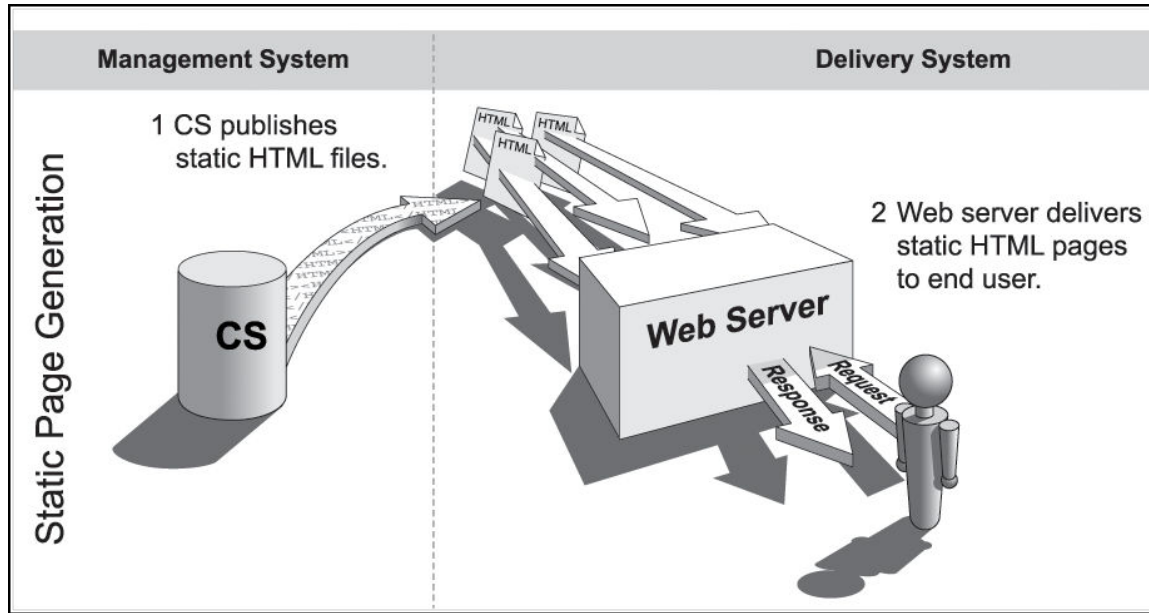 Management System
Delivery System
1 CS publishes
static HTML files.
HTML
HTML
HTML
2 Web server delivers
static HTML pages
to end user.
Static Page Generation
CS
Web Server
Response
Request